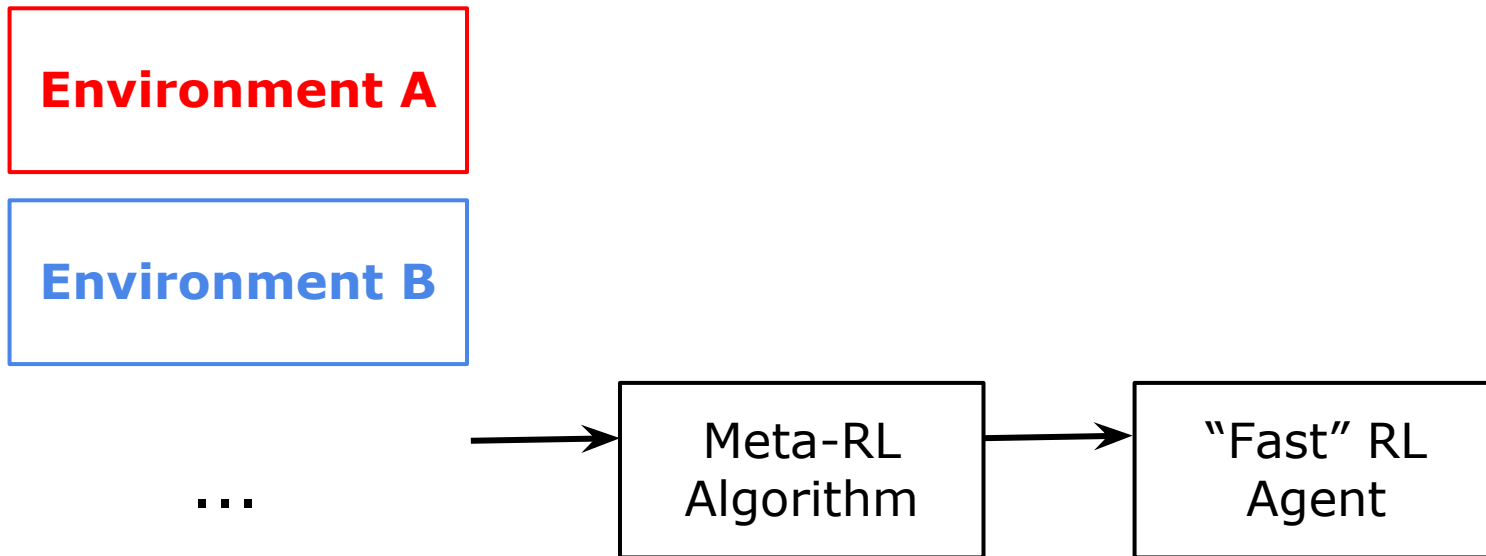 Environment A
Environment B
...
Meta-RL
Algorithm
“Fast” RL
Agent